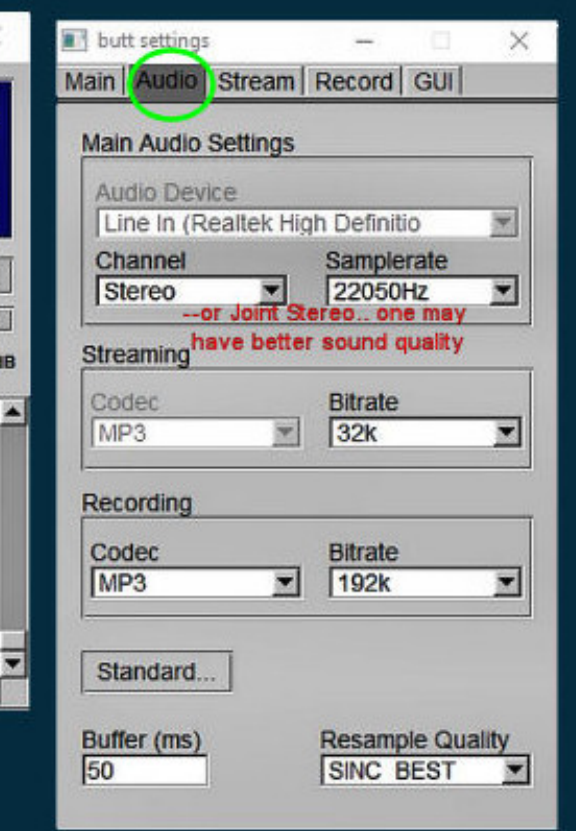 butt settings
Main Audio Stream Record GUI
Main Audio Settings
Audio Device
Line In (Realtek High Definitio
Channel Samplerate
Stereo 22050Hz
--or Joint Stereo.. one may
have better sound quality
Streaming
Codec Bitrate
MP3 32k
Recording
Codec Bitrate
MP3 192k
Standard...
Buffer (ms) Resample Quality
50 SINC BEST